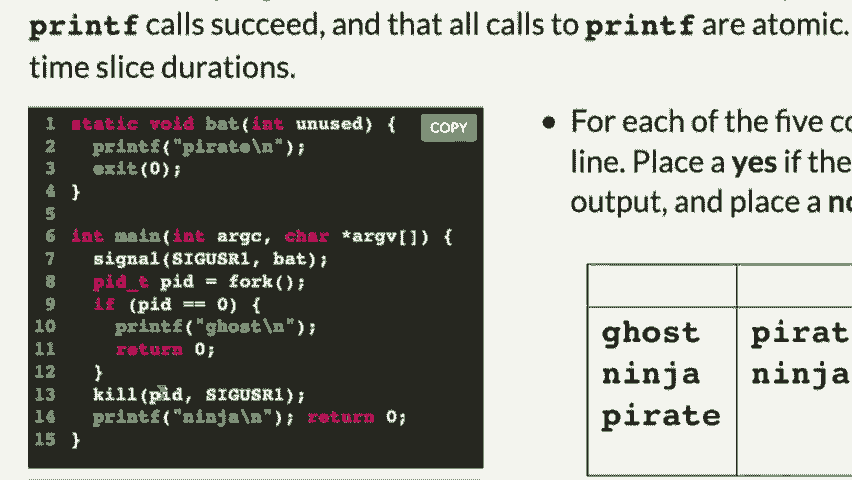 printf calls succeed, and that all calls to printf are atomic.
time slice durations.
1 static void bat(int unused) {
COPY
2 printf("pirate\n");
3 exit(0);
4 }
5
6 int main(int argc, char *argv[]) {
7 signal(SIGUSR1, bat);
8 pid_t pid = fork();
9 if (pid == 0) {
10 printf("ghost\n");
11 return 0;
12 }
13 kill(pid, SIGUSR1);
14 printf("ninja\n"); return 0;
15 }
• For each of the five co
line. Place a yes if the
output, and place a no
ghost
ninja
pirate
pirat
ninja